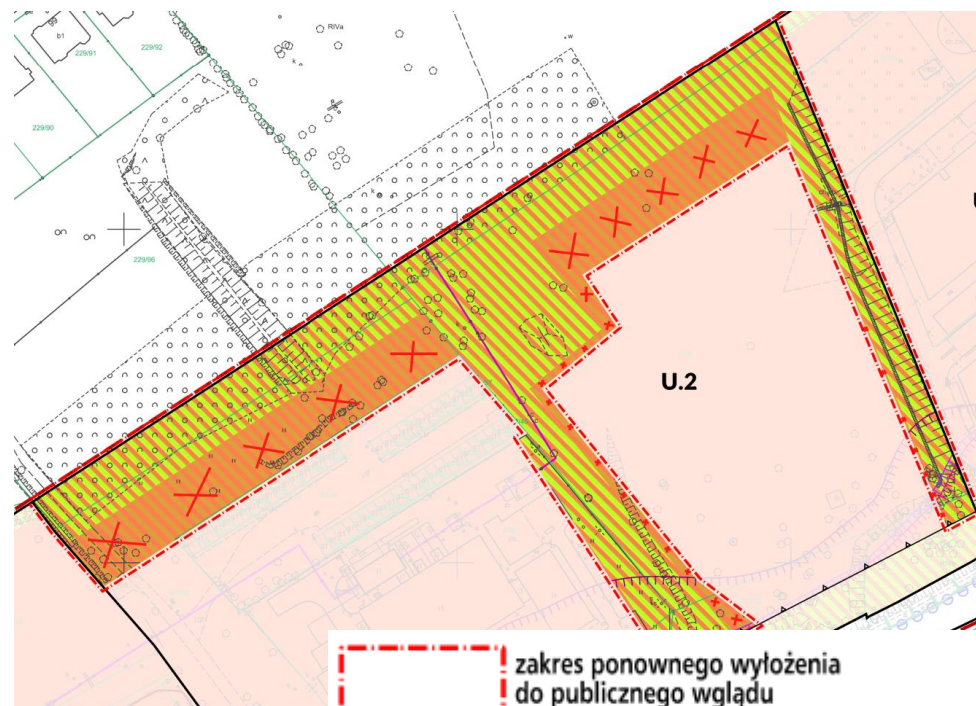 b1
229/91
229/92
RIVa
229/90
229/96
U.2
zakres ponownego wyłożenia
do publicznego wglądu